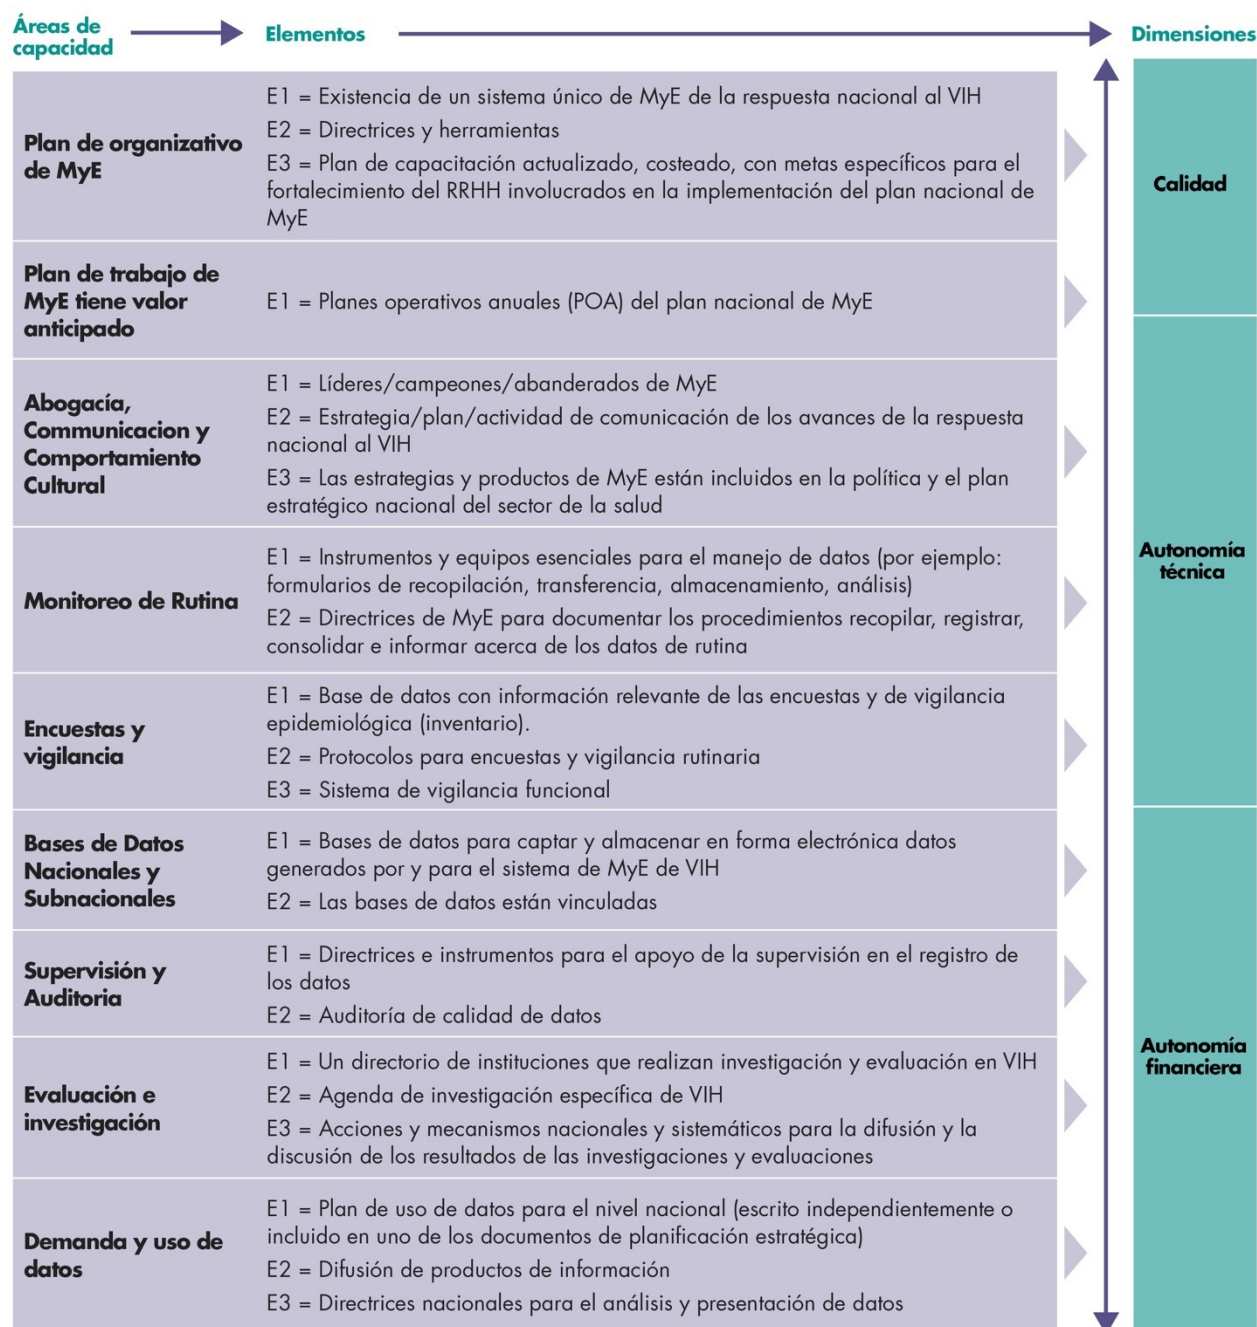 Áreas de
capacidad
Elementos
Dimensiones
Plan de organizativo
de MyE
E1 = Existencia de un sistema único de MyE de la respuesta nacional al VIH
E2 = Directrices y herramientas
E3 = Plan de capacitación actualizado, costeado, con metas específicos para el
fortalecimiento del RRHH involucrados en la implementación del plan nacional de
MyE
Plan de trabajo de
MyE tiene valor
anticipado
E1 = Planes operativos anuales (POA) del plan nacional de MyE
Abogacía,
Communicacion y
Comportamiento
Cultural
E1 = Líderes/campeones/abanderados de MyE
E2 = Estrategia/plan/actividad de comunicación de los avances de la respuesta
nacional al VIH
E3 = Las estrategias y productos de MyE están incluidos en la política y el plan
estratégico nacional del sector de la salud
Monitoreo de Rutina
E1 = Instrumentos y equipos esenciales para el manejo de datos (por ejemplo:
formularios de recopilación, transferencia, almacenamiento, análisis)
E2 = Directrices de MyE para documentar los procedimientos recopilar, registrar,
consolidar e informar acerca de los datos de rutina
Encuestas y
vigilancia
E1 = Base de datos con información relevante de las encuestas y de vigilancia
epidemiológica (inventario).
E2 = Protocolos para encuestas y vigilancia rutinaria
E3 = Sistema de vigilancia funcional
Bases de Datos
Nacionales y
Subnacionales
E1 = Bases de datos para captar y almacenar en forma electrónica datos
generados por y para el sistema de MyE de VIH
E2 = Las bases de datos están vinculadas
Supervisión y
Auditoria
E1 = Directrices e instrumentos para el apoyo de la supervisión en el registro de
los datos
E2 = Auditoría de calidad de datos
Evaluación e
investigación
E1 = Un directorio de instituciones que realizan investigación y evaluación en VIH
E2 = Agenda de investigación específica de VIH
E3 = Acciones y mecanismos nacionales y sistemáticos para la difusión y la
discusión de los resultados de las investigaciones y evaluaciones
Demanda y uso de
datos
E1 = Plan de uso de datos para el nivel nacional (escrito independientemente o
incluido en uno de los documentos de planificación estratégica)
E2 = Difusión de productos de información
E3 = Directrices nacionales para el análisis y presentación de datos
Calidad
Autonomía
técnica
Autonomía
financiera